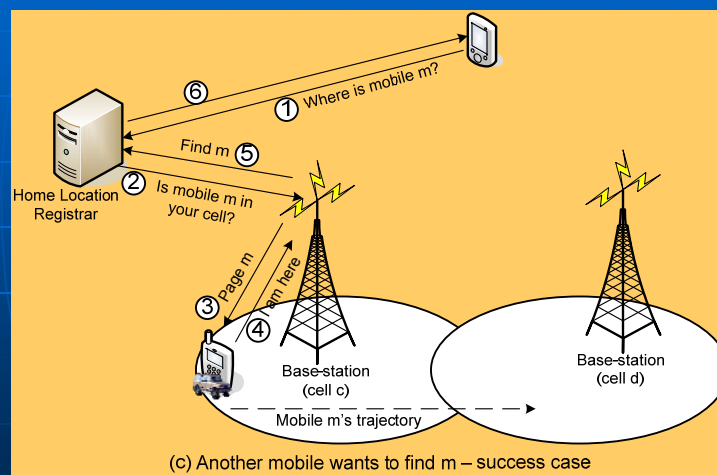 ⑥
① Where is mobile m?
Find m ⑤
② Is mobile m in
your cell?
Home Location
Registrar
③ Page m
④ I am here
Base-station
(cell c)
Base-station
(cell d)
Mobile m's trajectory
(c) Another mobile wants to find m – success case